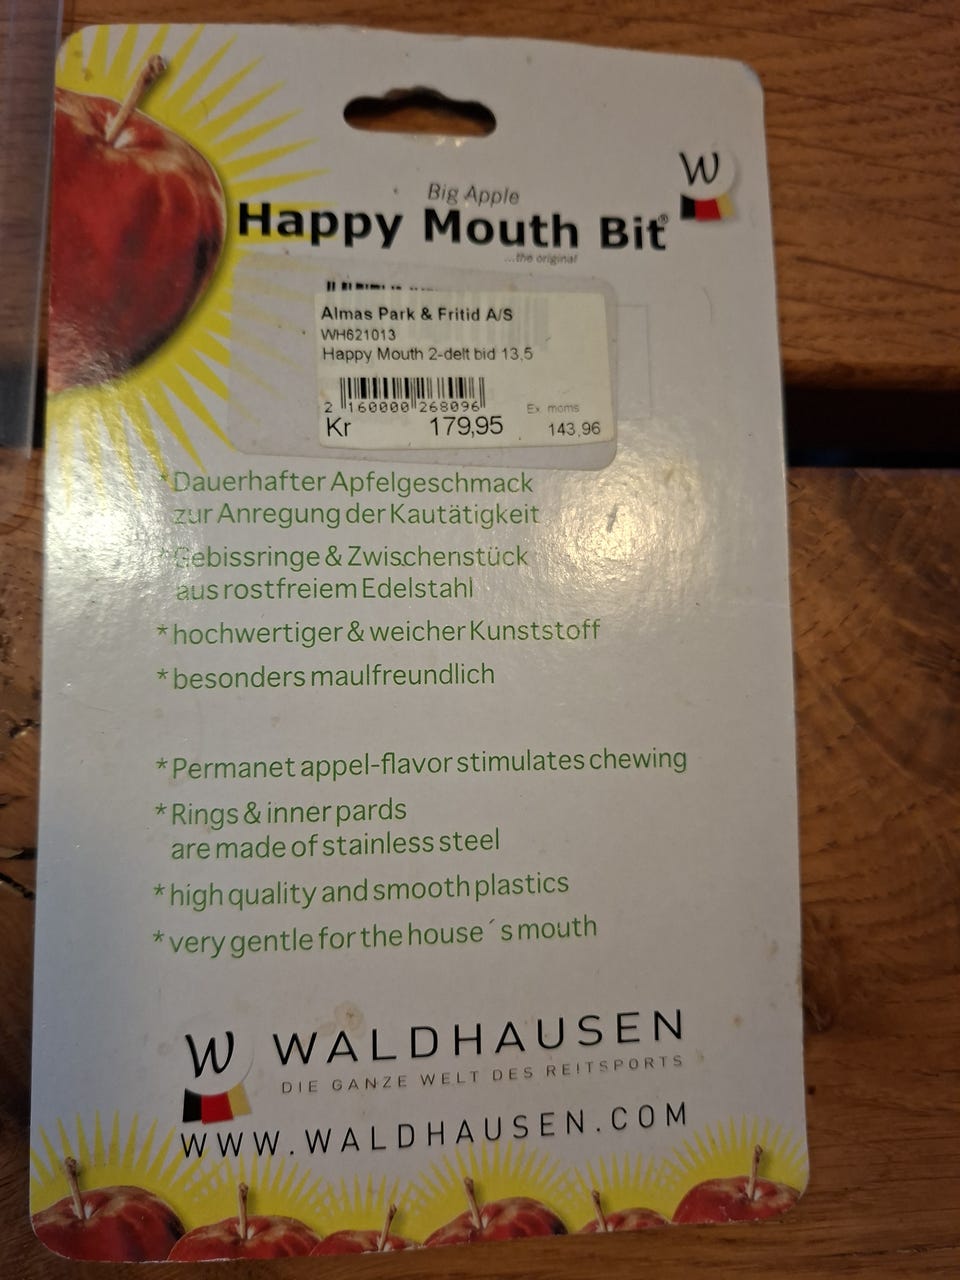 W
Big Apple
Happy Mouth Bit®
...the original
Almas Park & Fritid A/S
WH621013
Happy Mouth 2-delt bid 13,5
2 160000 268096
Ex. moms
Kr 179,95 143,96
*Dauerhafter Apfelgeschmack
zur Anregung der Kautätigkeit
*Gebissringe & Zwischenstück
aus rostfreiem Edelstahl
*hochwertiger & weicher Kunststoff
*besonders maulfreundlich
*Permanet appel-flavor stimulates chewing
*Rings & inner pards
are made of stainless steel
*high quality and smooth plastics
*very gentle for the house´s mouth
W WALDHAUSEN
DIE GANZE WELT DES REITSPORTS
WWW.WALDHAUSEN.COM